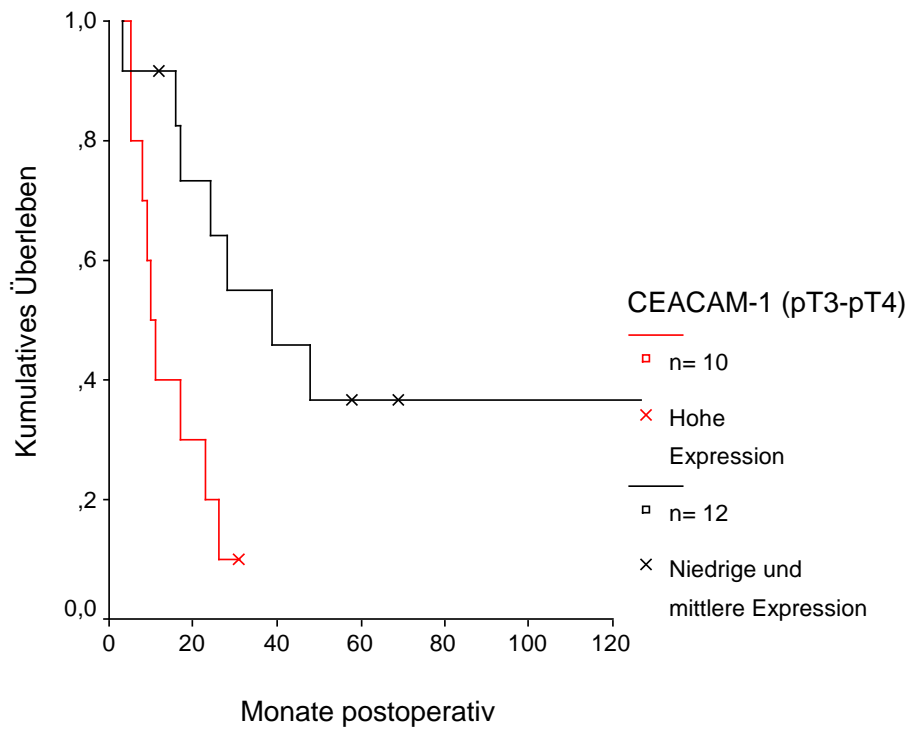 1,0
,8
,6
,4
,2
0,0
Kumulatives Überleben
0
20
40
60
80
100
120
Monate postoperativ
CEACAM-1 (pT3-pT4)
n= 10
Hohe
Expression
n= 12
Niedrige und
mittlere Expression